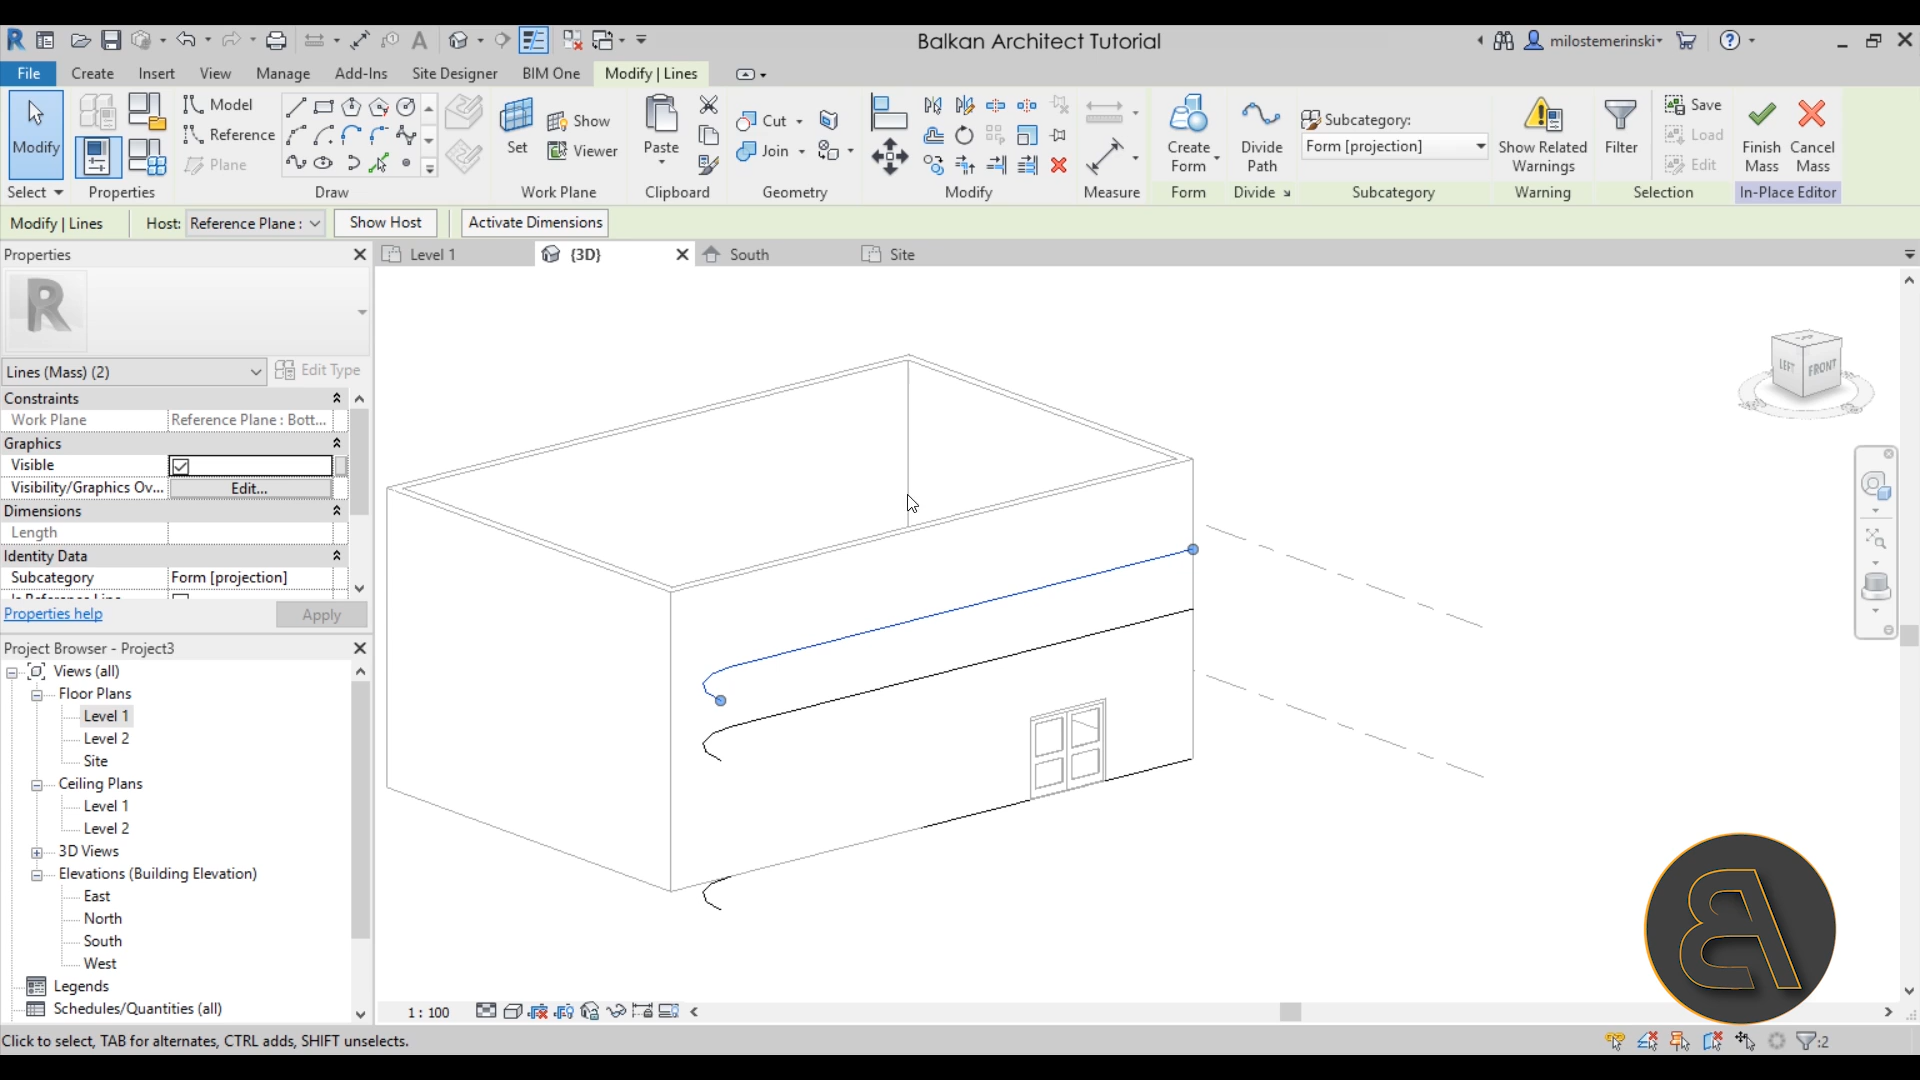 Balkan Architect Tutorial
milostemerinski
File Create Insert View Manage Add-Ins Site Designer BIM One Modify | Lines
Modify
Model
Reference
Plane
Set
Show
Viewer
Paste
Cut
Join
Create Form
Divide Path
Subcategory:
Form [projection]
Show Related Warnings
Filter
Save
Load
Edit
Finish Mass
Cancel Mass
Select Properties Draw Work Plane Clipboard Geometry Modify Measure Form Divide Subcategory Warning Selection In-Place Editor
Modify | Lines Host: Reference Plane : Show Host Activate Dimensions
Properties
Level 1 {3D} South Site
R
Lines (Mass) (2) Edit Type
Constraints
Work Plane Reference Plane : Bott...
Graphics
Visible
Visibility/Graphics Ov... Edit...
Dimensions
Length
Identity Data
Subcategory Form [projection]
Properties help Apply
Project Browser - Project3
Views (all)
Floor Plans
Level 1
Level 2
Site
Ceiling Plans
Level 1
Level 2
3D Views
Elevations (Building Elevation)
East
North
South
West
Legends
Schedules/Quantities (all)
LEFT FRONT
1 : 100
Click to select, TAB for alternates, CTRL adds, SHIFT unselects.
:2